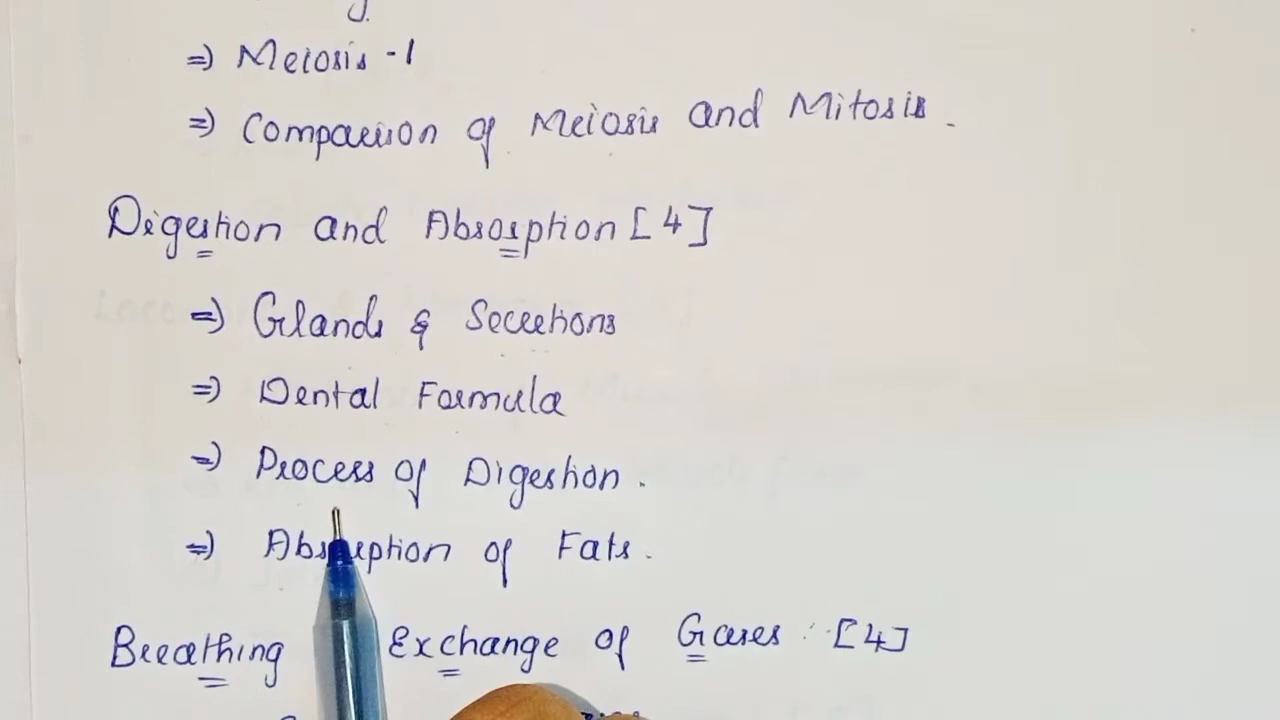 =) Meiosis -1
=) Comparison of Meiosis and Mitosis.
Digestion and Absorption [4]
=) Glands & Secretions
=) Dental Formula
=) Process of Digestion.
=) Absorption of Fats.
Breathing Exchange of Gases : [4]